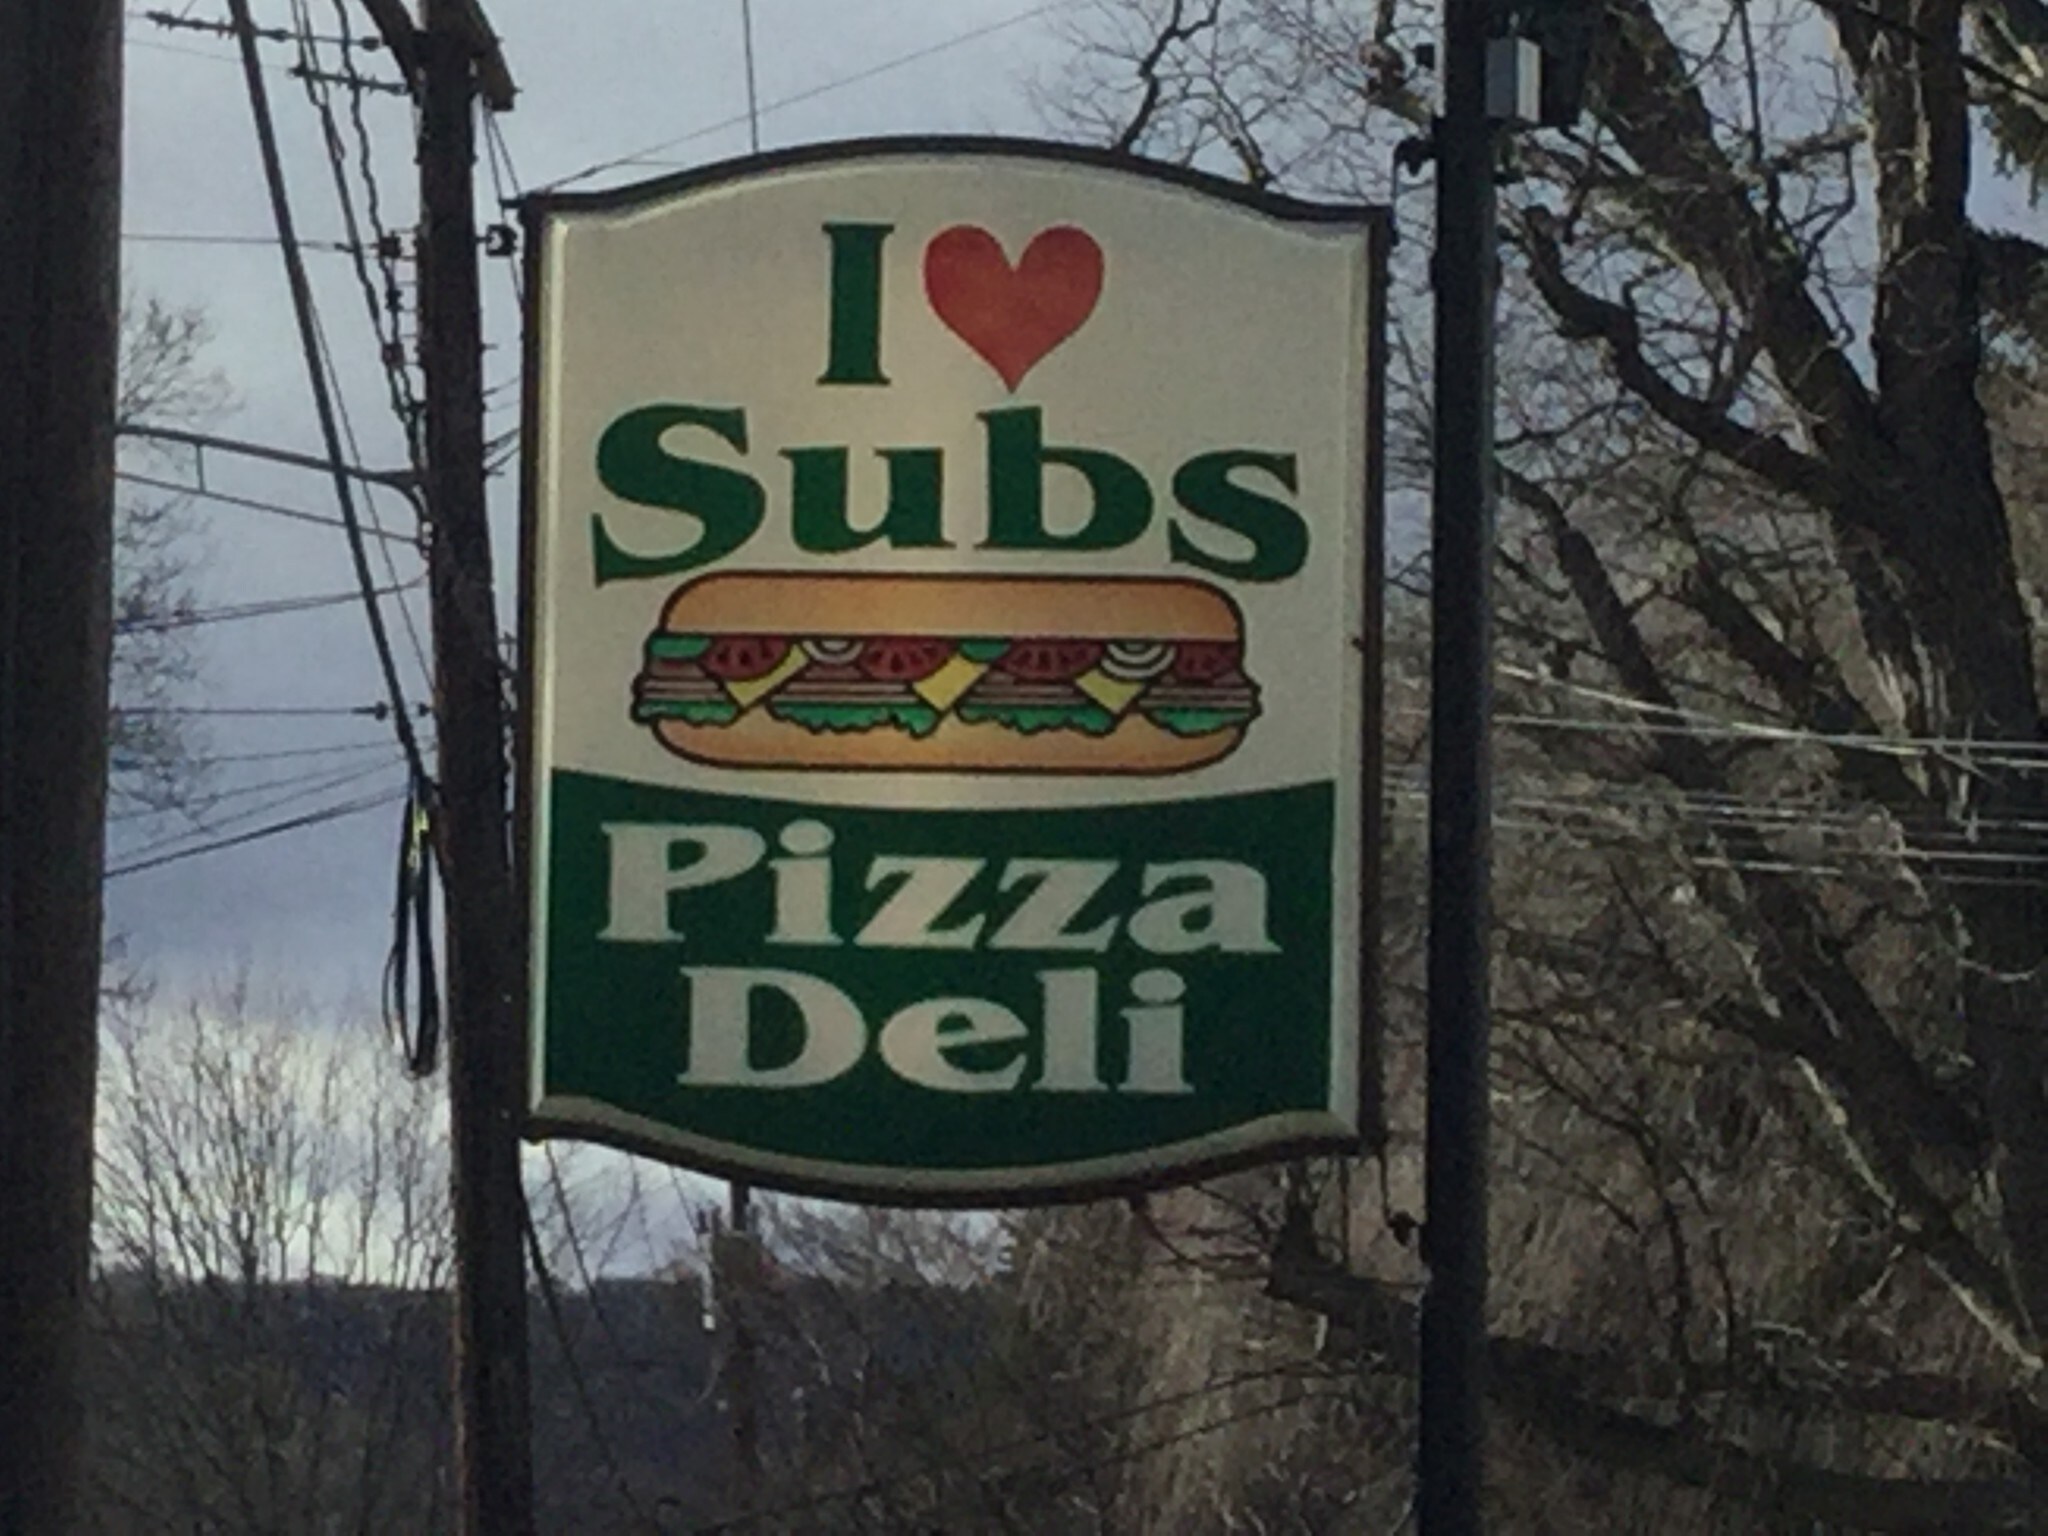 I ❤
Subs
Pizza
Deli